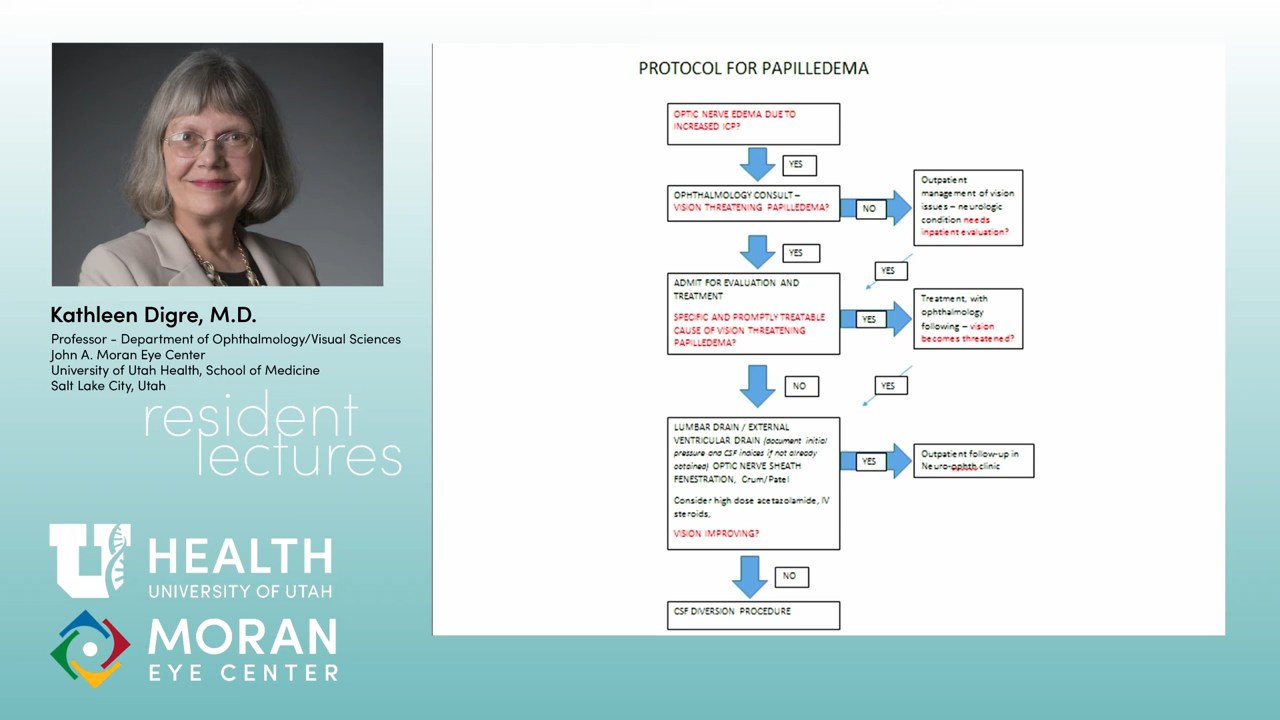 Kathleen Digre, M.D.
Professor - Department of Ophthalmology/Visual Sciences
John A. Moran Eye Center
University of Utah Health, School of Medicine
Salt Lake City, Utah
resident
lectures
U
HEALTH
UNIVERSITY OF UTAH
MORAN
EYE CENTER
PROTOCOL FOR PAPILLEDEMA
OPTIC NERVE EDEMA DUE TO
INCREASED ICP?
YES
OPHTHALMOLOGY CONSULT –
VISION THREATENING PAPILLEDEMA?
NO
Outpatient
management of vision
issues – neurologic
condition needs
inpatient evaluation?
YES
YES
ADMIT FOR EVALUATION AND
TREATMENT
SPECIFIC AND PROMPTLY TREATABLE
CAUSE OF VISION THREATENING
PAPILLEDEMA?
YES
Treatment, with
ophthalmology
following – vision
becomes threatened?
NO
YES
LUMBAR DRAIN / EXTERNAL
VENTRICULAR DRAIN (document initial
pressure and CSF indices if not already
obtained) OPTIC NERVE SHEATH
FENESTRATION, Crum/Patel
Consider high dose acetazolamide, IV
steroids,
VISION IMPROVING?
YES
Outpatient follow-up in
Neuro-ophth clinic
NO
CSF DIVERSION PROCEDURE